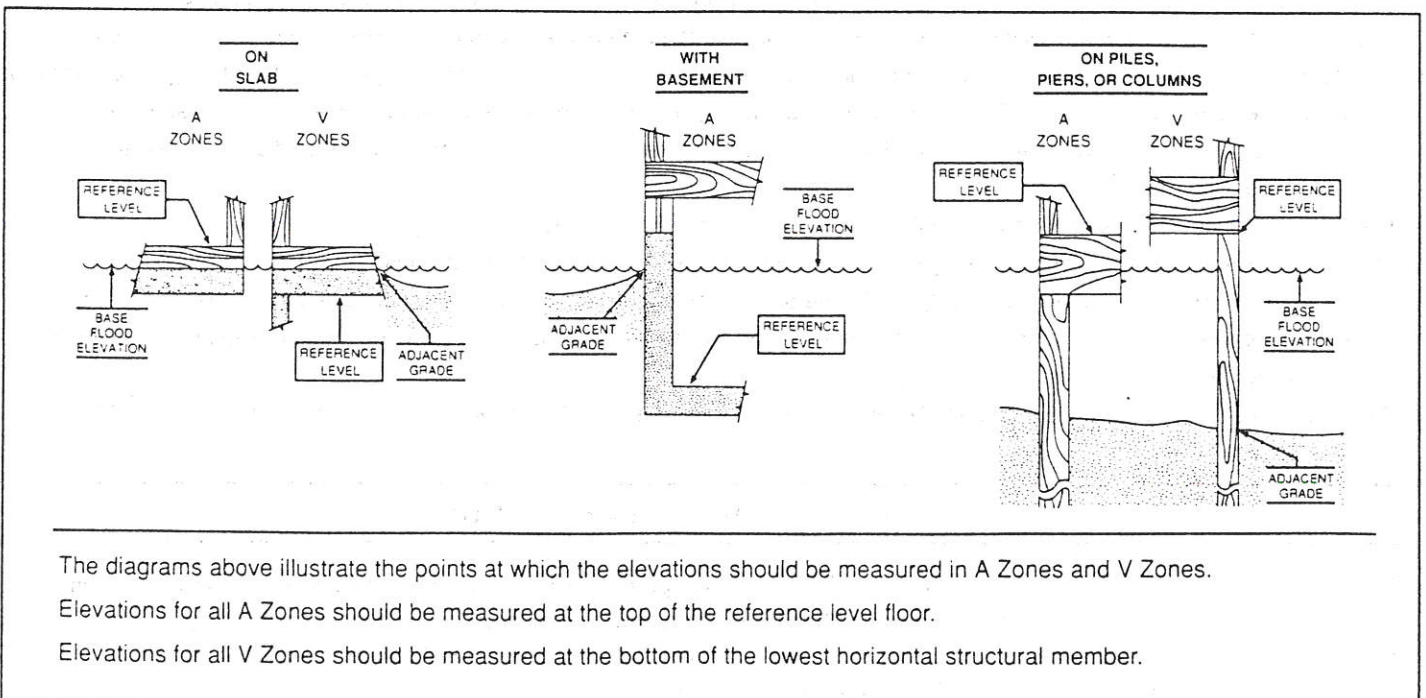 ON
SLAB
A
ZONES
V
ZONES
REFERENCE
LEVEL
BASE
FLOOD
ELEVATION
REFERENCE
LEVEL
ADJACENT
GRADE
WITH
BASEMENT
A
ZONES
BASE
FLOOD
ELEVATION
ADJACENT
GRADE
REFERENCE
LEVEL
ON PILES,
PIERS, OR COLUMNS
A
ZONES
V
ZONES
REFERENCE
LEVEL
REFERENCE
LEVEL
BASE
FLOOD
ELEVATION
ADJACENT
GRADE
The diagrams above illustrate the points at which the elevations should be measured in A Zones and V Zones.
Elevations for all A Zones should be measured at the top of the reference level floor.
Elevations for all V Zones should be measured at the bottom of the lowest horizontal structural member.